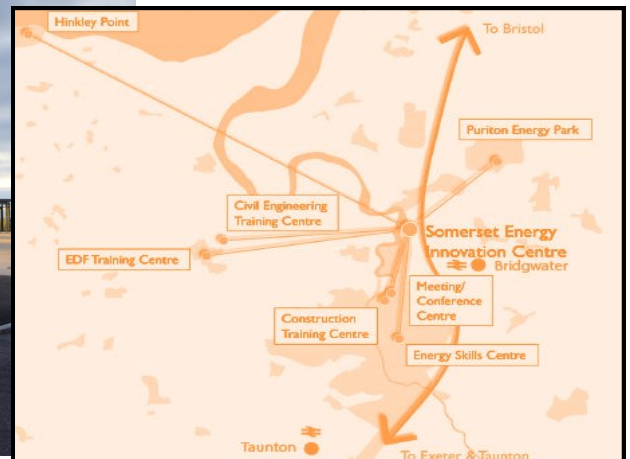 Hinkley Point
To Bristol
Puriton Energy Park
Civil Engineering
Training Centre
Somerset Energy
Innovation Centre
EDF Training Centre
Bridgwater
Meeting/
Conference
Centre
Construction
Training Centre
Energy Skills Centre
Taunton
To Exeter & Taunton